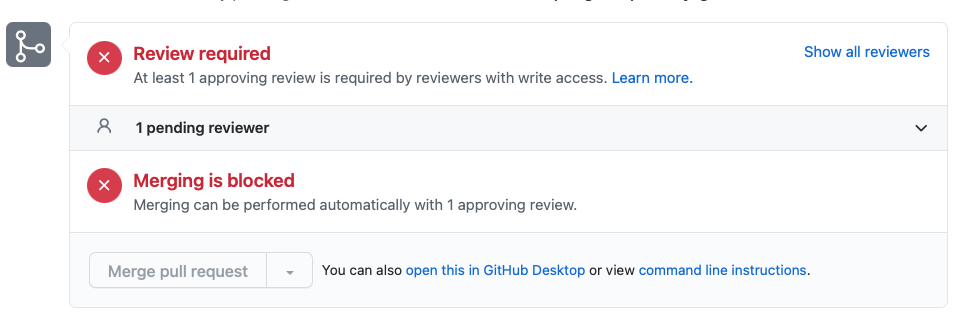 Review required
Show all reviewers
At least 1 approving review is required by reviewers with write access. Learn more.
1 pending reviewer
Merging is blocked
Merging can be performed automatically with 1 approving review.
Merge pull request
You can also open this in GitHub Desktop or view command line instructions.